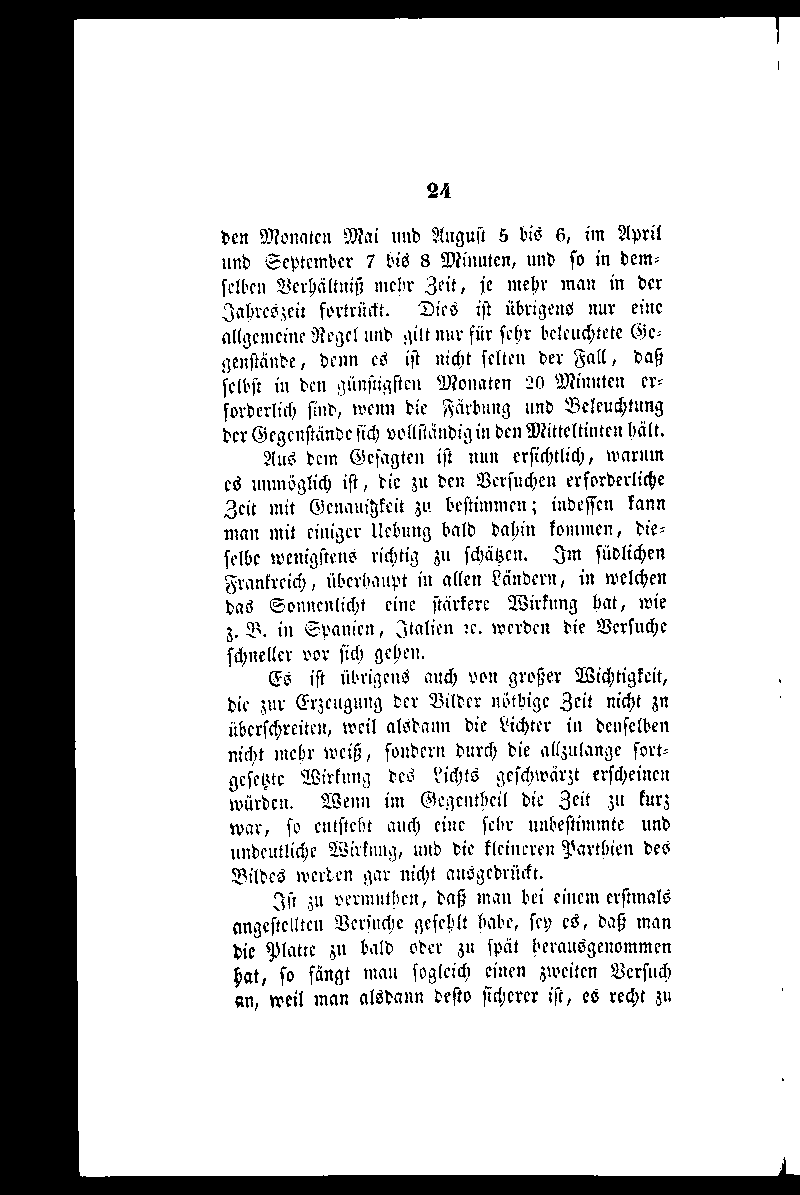 24
den Monaten Mai und August 5 bis 6, im April
und September 7 bis 8 Minuten, und so in dem-
selben Verhältniß mehr Zeit, je mehr man in der
Jahreszeit fortrückt. Dies ist übrigens nur eine
allgemeine Regel und gilt nur für sehr beleuchtete Ge-
genstände, denn es ist nicht selten der Fall, daß
selbst in den günstigsten Monaten 20 Minuten er-
forderlich sind, wenn die Färbung und Beleuchtung
der Gegenstände sich vollständig in den Mitteltinten hält.
Aus dem Gesagten ist nun ersichtlich, warum
es unmöglich ist, die zu den Versuchen erforderliche
Zeit mit Genauigkeit zu bestimmen; indessen kann
man mit einiger Uebung bald dahin kommen, die-
selbe wenigstens richtig zu schätzen. Im südlichen
Frankreich, überhaupt in allen Ländern, in welchen
das Sonnenlicht eine stärkere Wirkung hat, wie
z. B. in Spanien, Italien ꝛc. werden die Versuche
schneller vor sich gehen.
Es ist übrigens auch von großer Wichtigkeit,
die zur Erzeugung der Bilder nöthige Zeit nicht zu
überschreiten, weil alsdann die Lichter in denselben
nicht mehr weiß, sondern durch die allzulange fort-
gesetzte Wirkung des Lichts geschwärzt erscheinen
würden. Wenn im Gegentheil die Zeit zu kurz
war, so entsteht auch eine sehr unbestimmte und
undeutliche Wirkung, und die kleineren Parthien des
Bildes werden gar nicht ausgedrückt.
Ist zu vermuthen, daß man bei einem erstmals
angestellten Versuche gefehlt habe, sey es, daß man
die Platte zu bald oder zu spät herausgenommen
hat, so fängt man sogleich einen zweiten Versuch
an, weil man alsdann desto sicherer ist, es recht zu